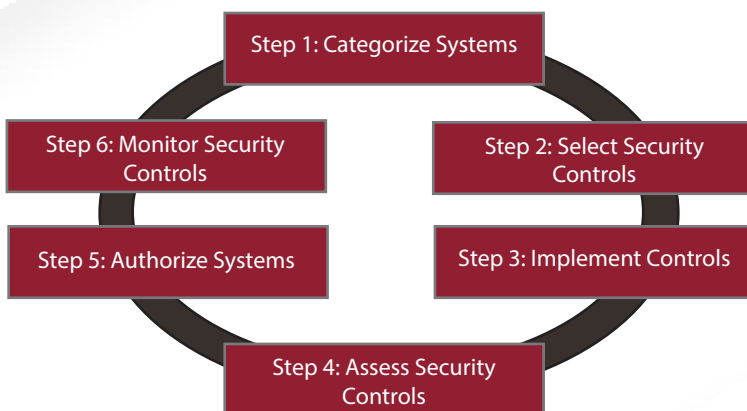 Step 1: Categorize Systems
Step 2: Select Security
Controls
Step 3: Implement Controls
Step 4: Assess Security
Controls
Step 5: Authorize Systems
Step 6: Monitor Security
Controls